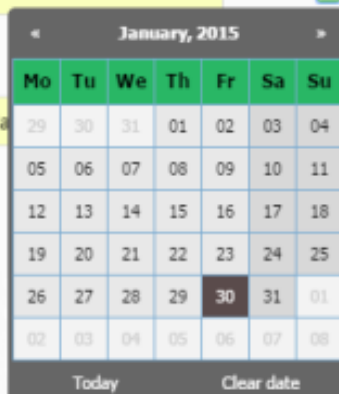 « January, 2015 »
Mo Tu We Th Fr Sa Su
29 30 31 01 02 03 04
05 06 07 08 09 10 11
12 13 14 15 16 17 18
19 20 21 22 23 24 25
26 27 28 29 30 31 01
02 03 04 05 06 07 08
Today Clear date